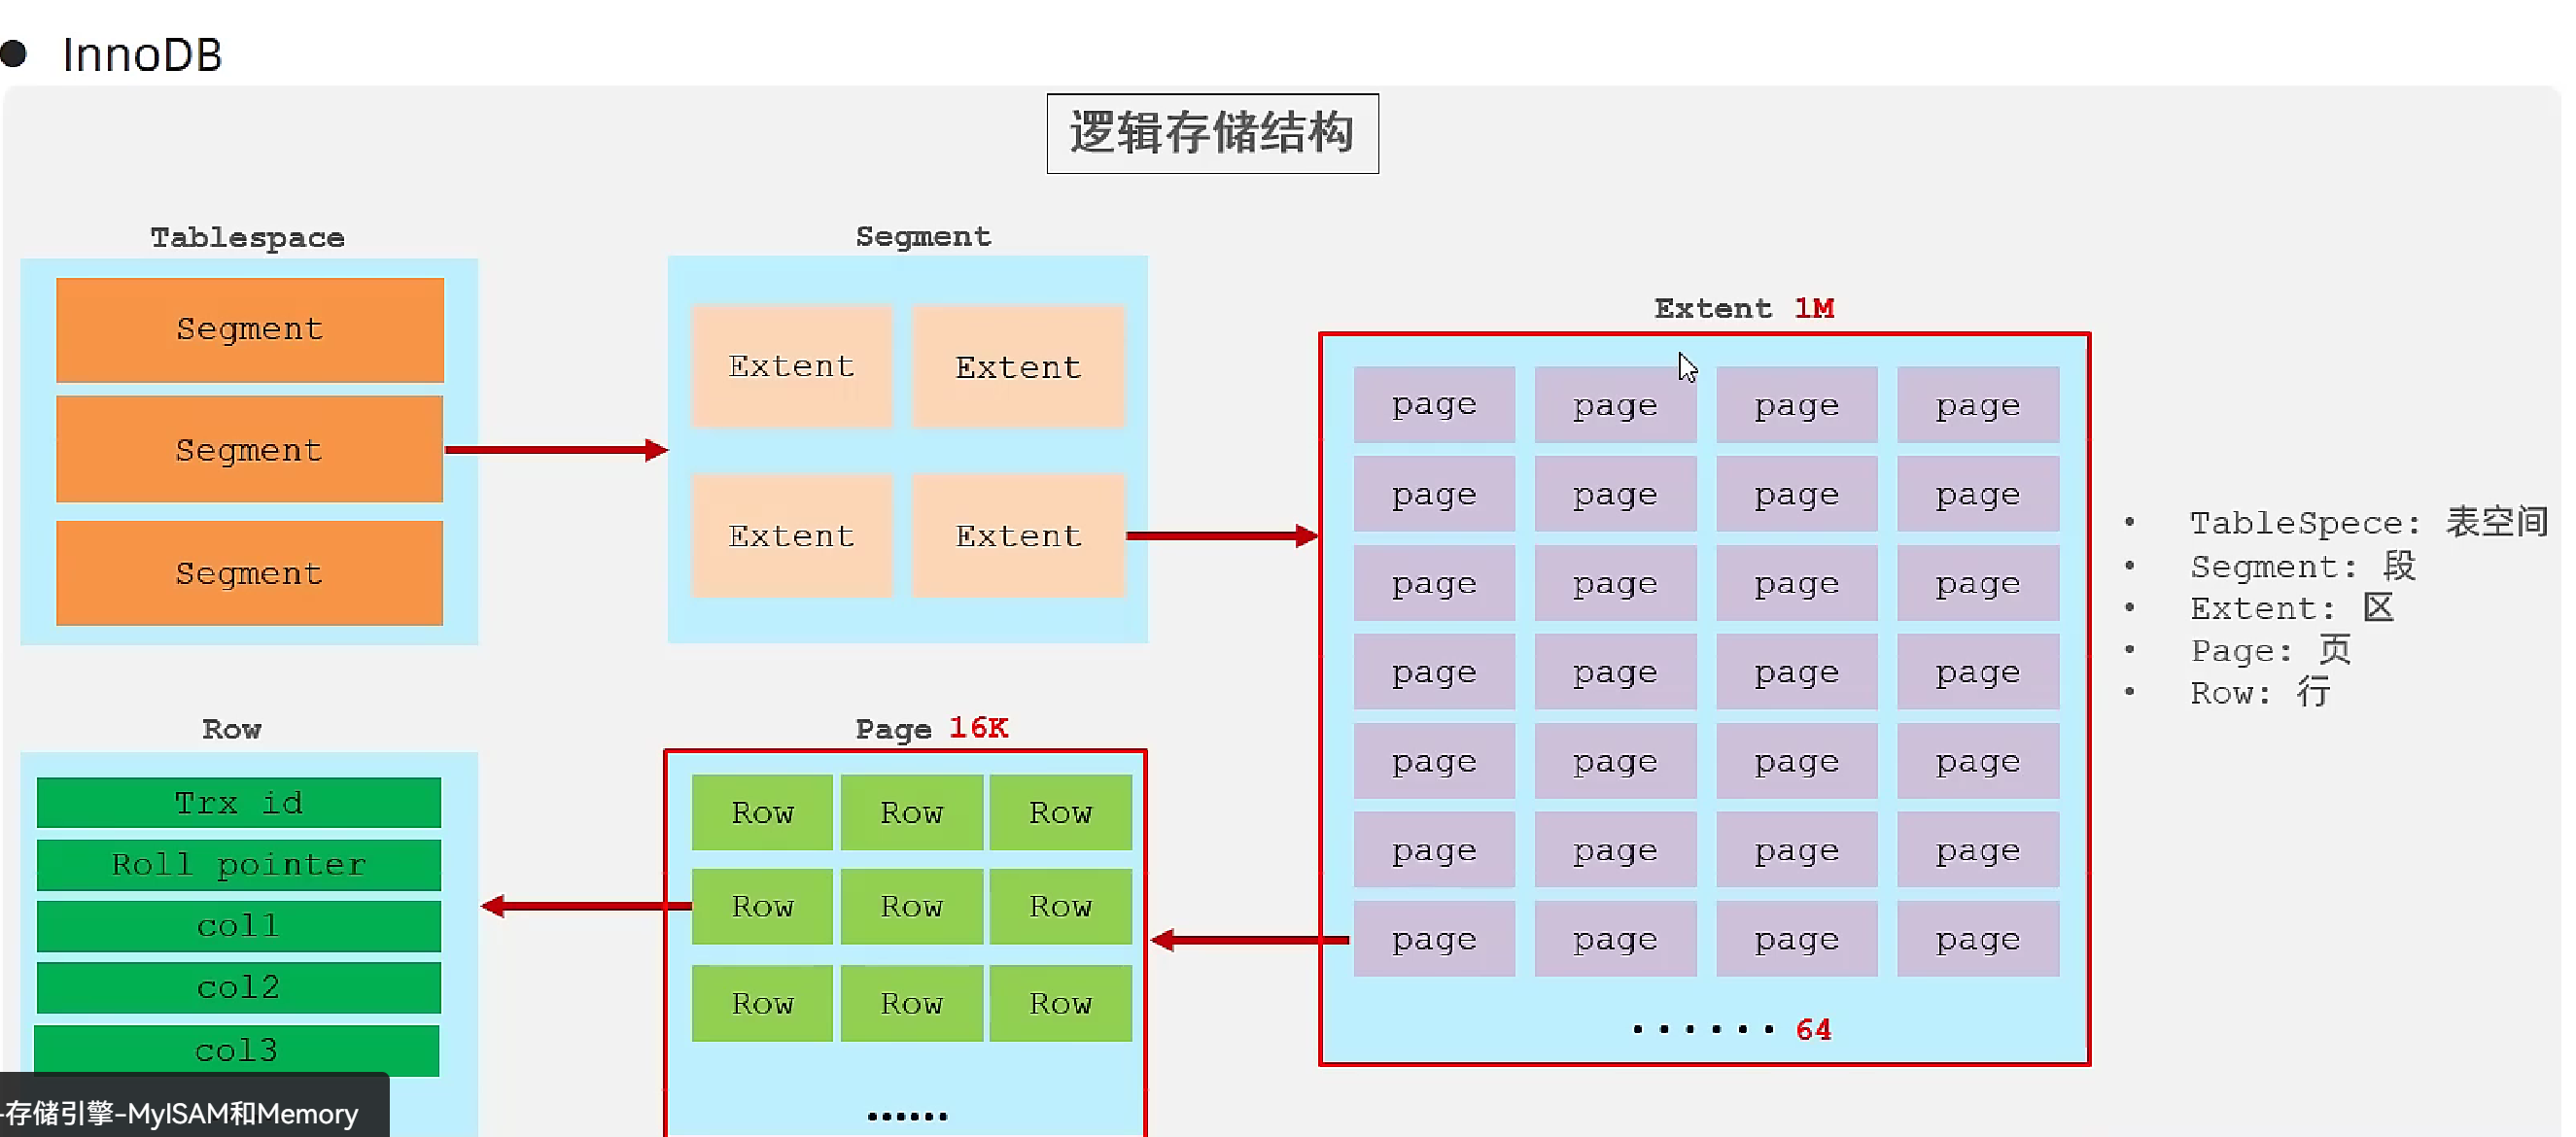 InnoDB
逻辑存储结构
Tablespace
Segment
Segment
Segment
Segment
Extent Extent
Extent Extent
Extent 1M
page page page page
page page page page
page page page page
page page page page
page page page page
page page page page
page page page page
······ 64
• TableSpece: 表空间
• Segment: 段
• Extent: 区
• Page: 页
• Row: 行
Row
Trx id
Roll pointer
col1
col2
col3
Page 16K
Row Row Row
Row Row Row
Row Row Row
······
-存储引擎-MyISAM和Memory